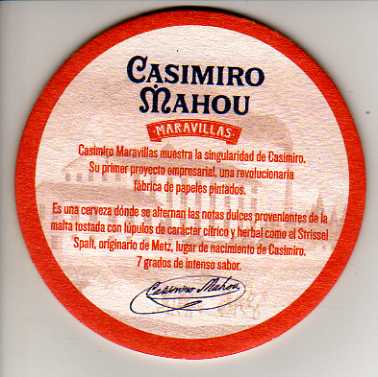 CASIMIRO
MAHOU
MARAVILLAS
Casimiro Maravillas muestra la singularidad de Casimiro.
Su primer proyecto empresarial, una revolucionaria
fábrica de papeles pintados.
Es una cerveza dónde se alternan las notas dulces provenientes de la
malta tostada con lúpulos de carácter cítrico y herbal como el Strissel
Spalt, originario de Metz, lugar de nacimiento de Casimiro.
7 grados de intenso sabor.
Casimiro Mahou